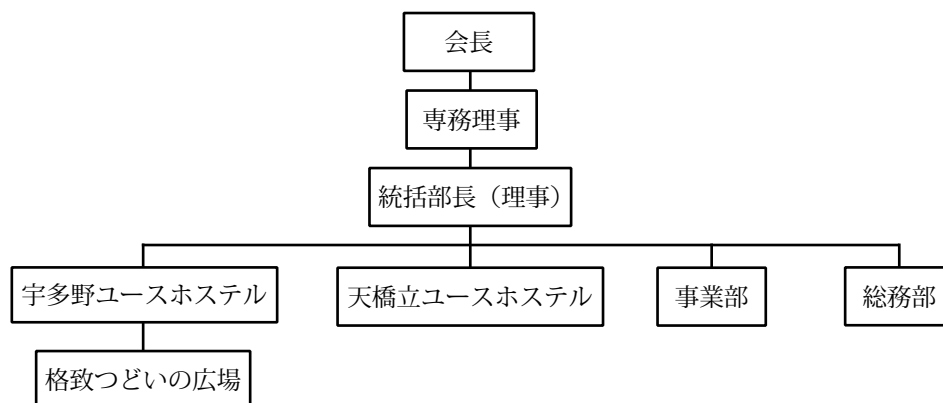 会長
専務理事
統括部長（理事）
宇多野ユースホステル
天橋立ユースホステル
事業部
総務部
格致つどいの広場